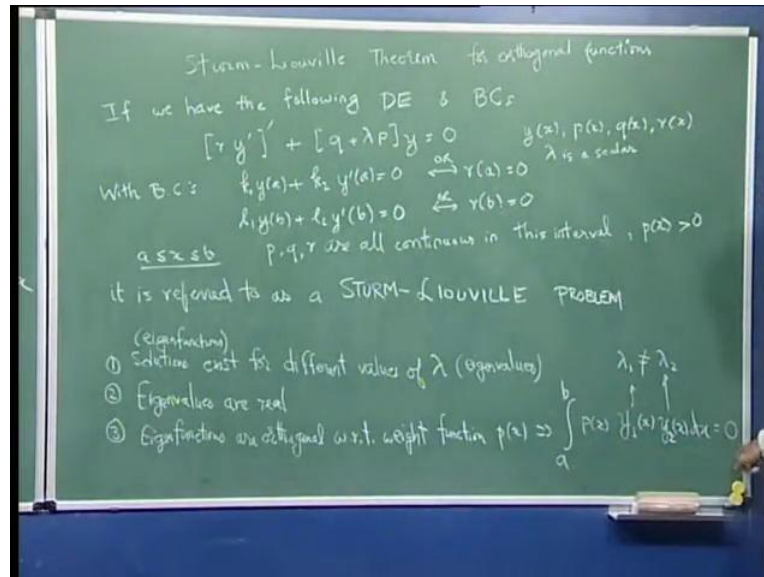 Sturm-Liouville Theorem for orthogonal functions
If we have the following DE & BCs
[r y']' + [q + λp] y = 0
y(x), p(x), q(x), r(x)
λ is a scalar
With B.C's k₁y(a) + k₂ y'(a) = 0 or ⟺ r(a) = 0
l₁y(b) + l₂ y'(b) = 0 or ⟺ r(b) = 0
a ≤ x ≤ b p, q, r are all continuous in this interval, p(x) > 0
it is referred to as a STURM-LIOUVILLE PROBLEM
(eigenfunctions)
① Solutions exist for different values of λ (eigenvalues) λ₁ ≠ λ₂
② Eigenvalues are real
③ Eigenfunctions are orthogonal w.r.t. weight function p(x) ⇒ ∫ₐᵇ p(x) y₁(x) y₂(x) dx = 0